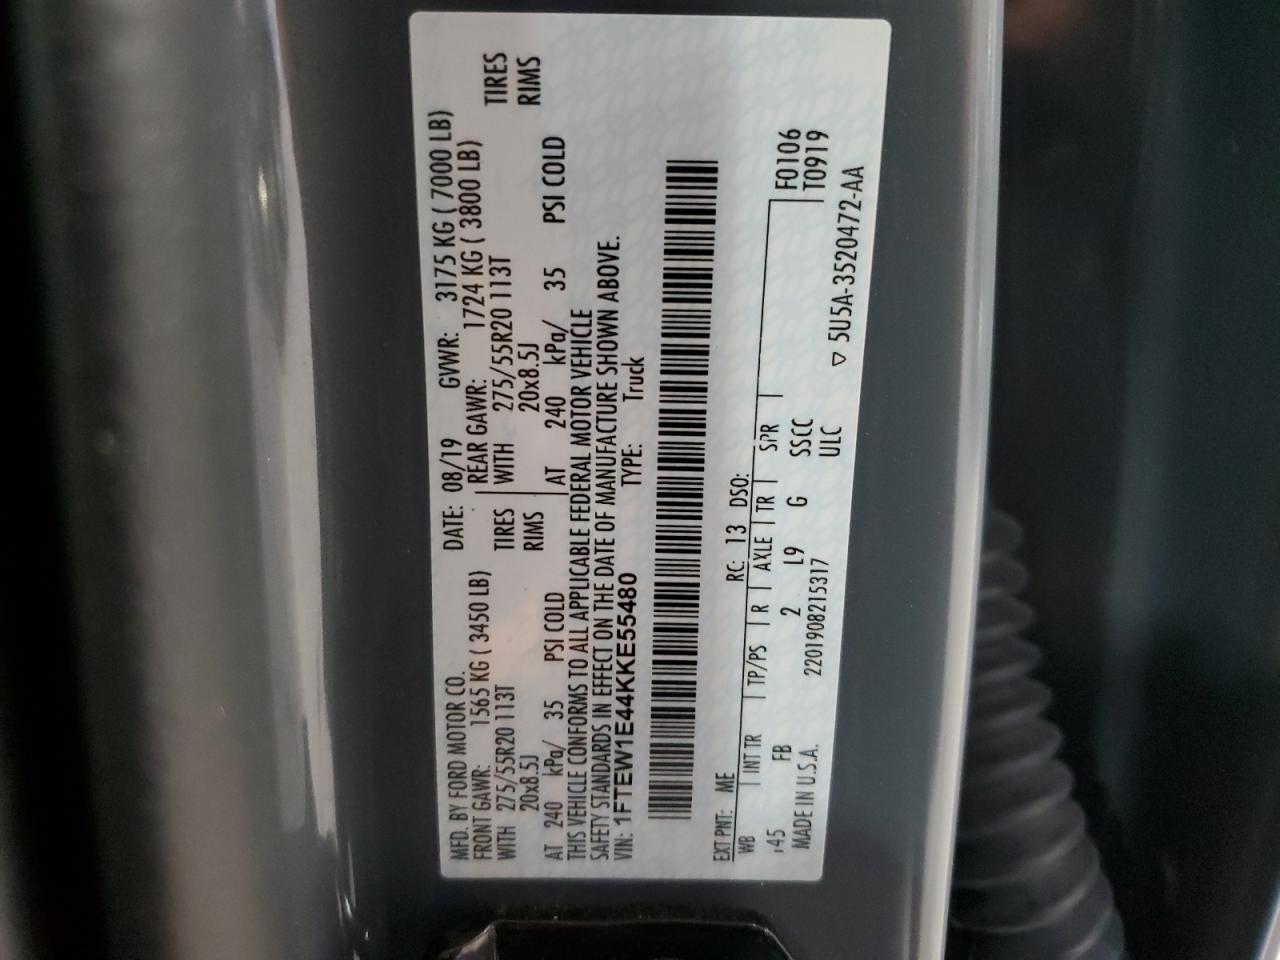 MFD. BY FORD MOTOR CO.
DATE: 08/19 GVWR: 3175 KG ( 7000 LB)
FRONT GAWR: 1565 KG ( 3450 LB) REAR GAWR: 1724 KG ( 3800 LB)
WITH 275/55R20 113T TIRES WITH 275/55R20 113T TIRES
20x8.5J RIMS 20x8.5J RIMS
AT 240 kPa/ 35 PSI COLD AT 240 kPa/ 35 PSI COLD
THIS VEHICLE CONFORMS TO ALL APPLICABLE FEDERAL MOTOR VEHICLE
SAFETY STANDARDS IN EFFECT ON THE DATE OF MANUFACTURE SHOWN ABOVE.
VIN: 1FTEW1E44KKE55480 TYPE: Truck
EXT PNT: ME RC: 13 DSO:
WB INT TR TP/PS R AXLE TR SPR F0106
145 FB 2 L9 G SSCC T0919
MADE IN U.S.A. 2201908215317 ULC
▽ 5U5A-3520472-AA